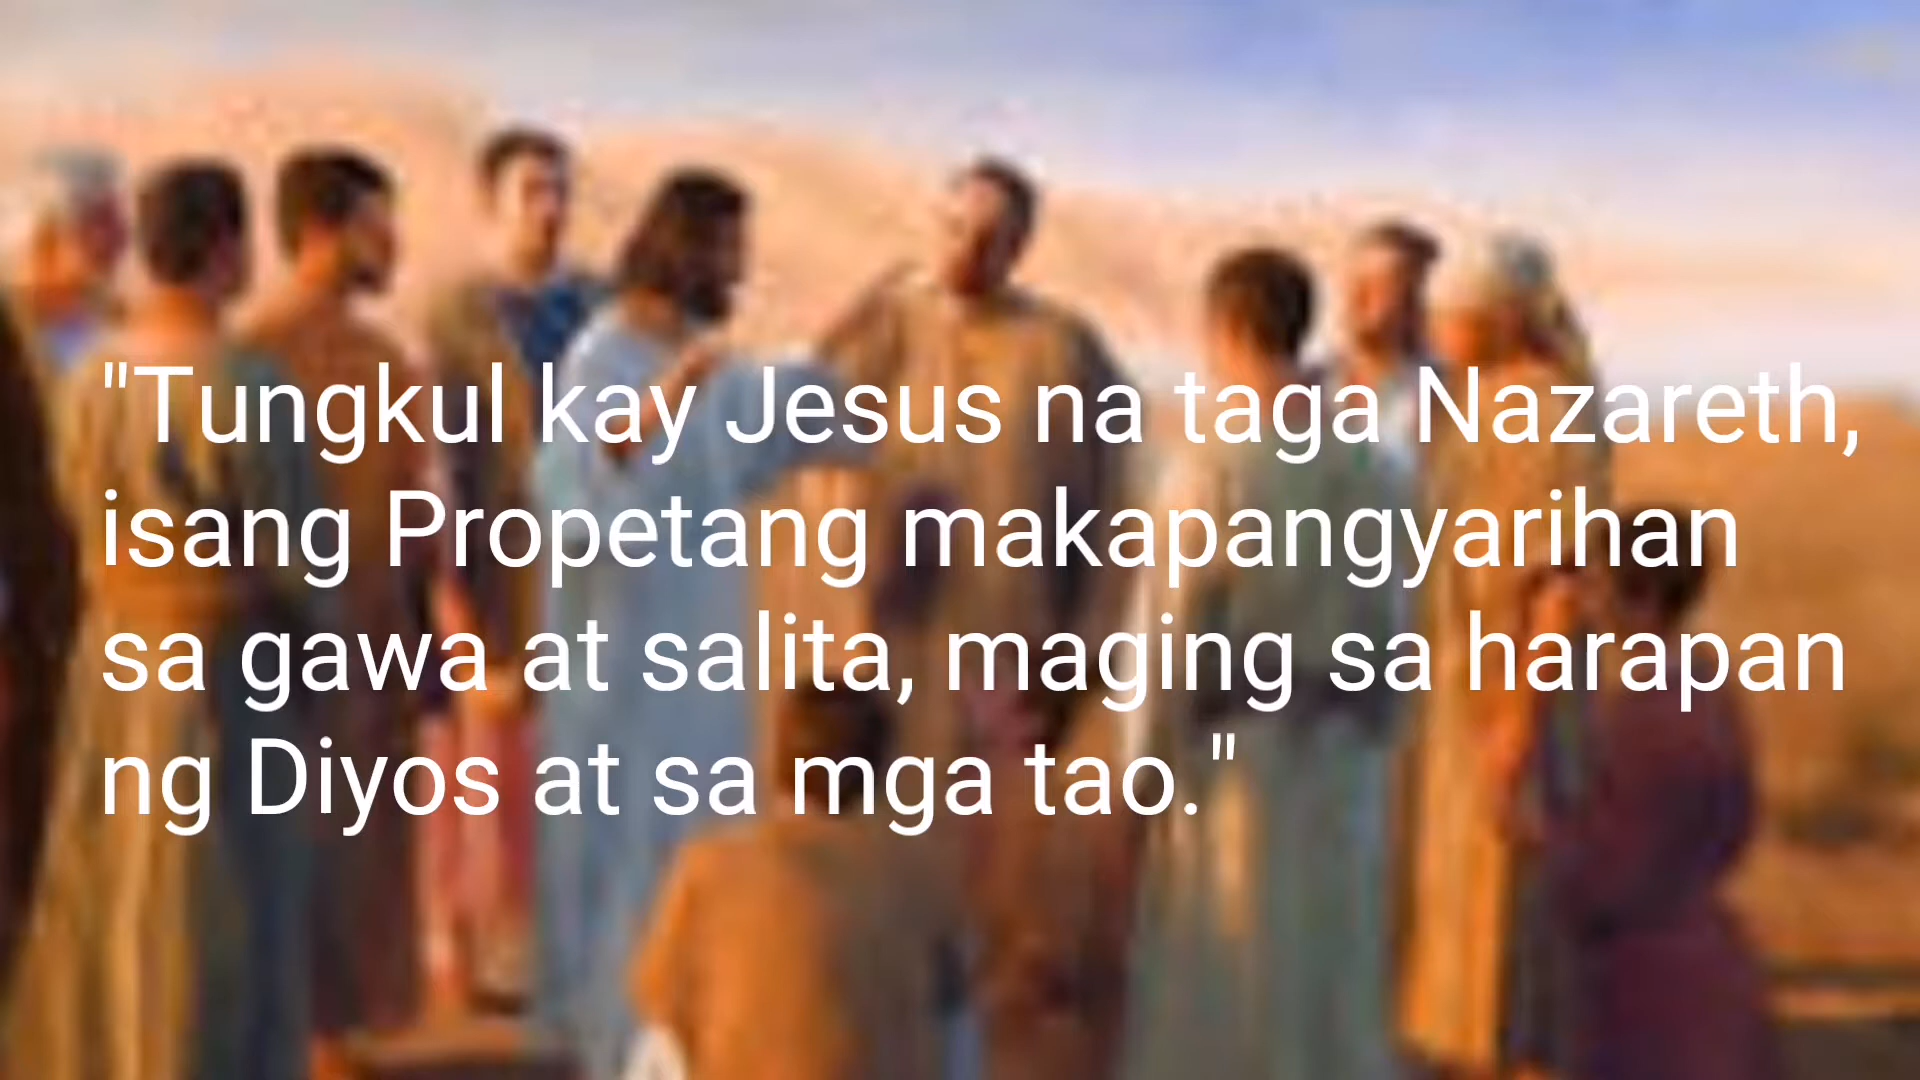 "Tungkul kay Jesus na taga Nazareth,
isang Propetang makapangyarihan
sa gawa at salita, maging sa harapan
ng Diyos at sa mga tao."